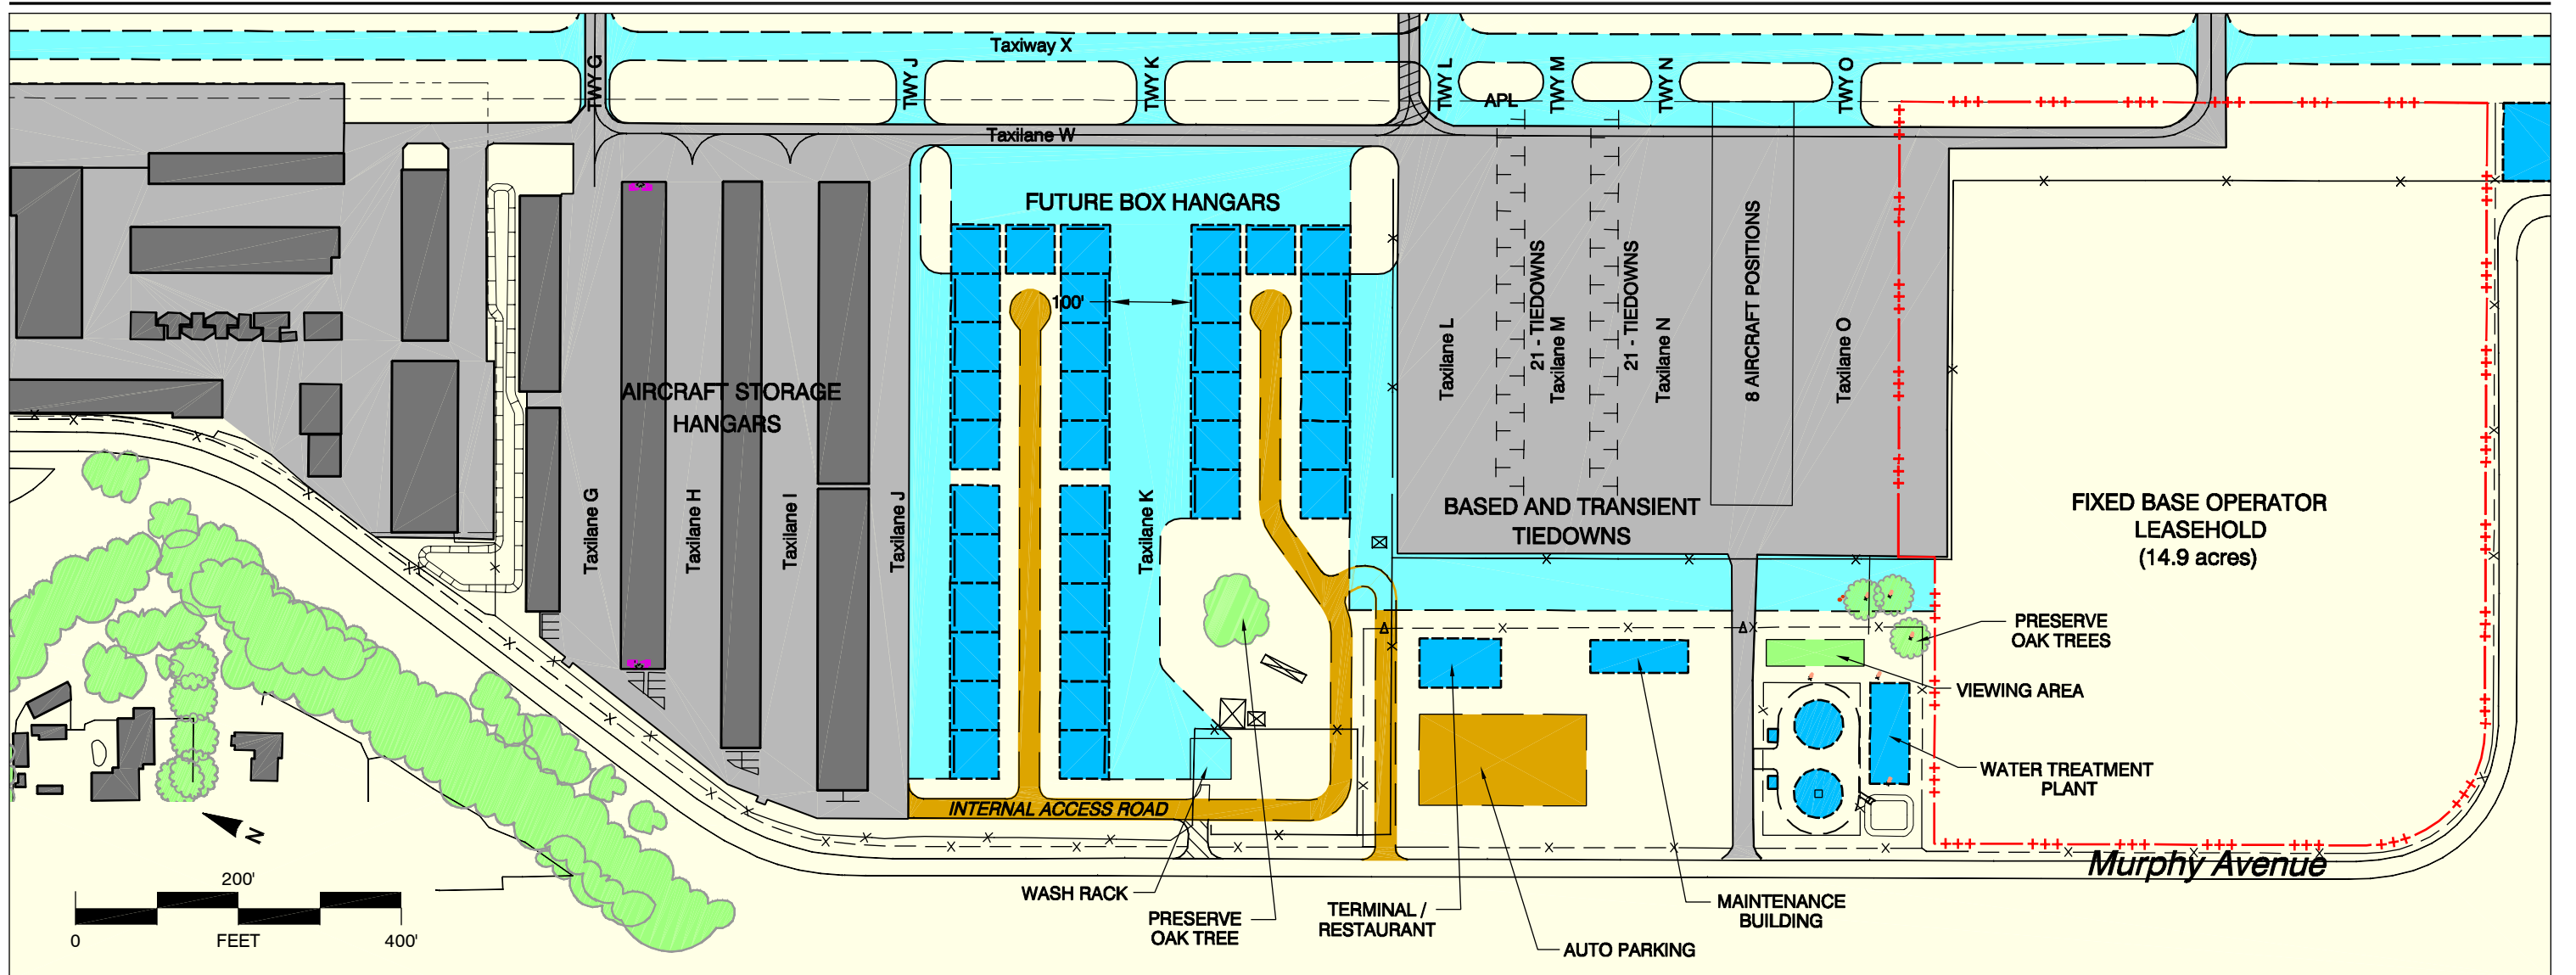 Taxiway X
TWY G
TWY J
TWY K
TWY L
TWY M
TWY N
TWY O
APL
Taxilane W
FUTURE BOX HANGARS
100'
AIRCRAFT STORAGE
HANGARS
Taxilane G
Taxilane H
Taxilane I
Taxilane J
Taxilane K
Taxilane L
21 - TIEDOWNS
Taxilane M
21 - TIEDOWNS
Taxilane N
8 AIRCRAFT POSITIONS
Taxilane O
BASED AND TRANSIENT
TIEDOWNS
FIXED BASE OPERATOR
LEASEHOLD
(14.9 acres)
PRESERVE
OAK TREES
VIEWING AREA
WATER TREATMENT
PLANT
INTERNAL ACCESS ROAD
Murphy Avenue
N
200'
0
FEET
400'
WASH RACK
PRESERVE
OAK TREE
TERMINAL /
RESTAURANT
AUTO PARKING
MAINTENANCE
BUILDING